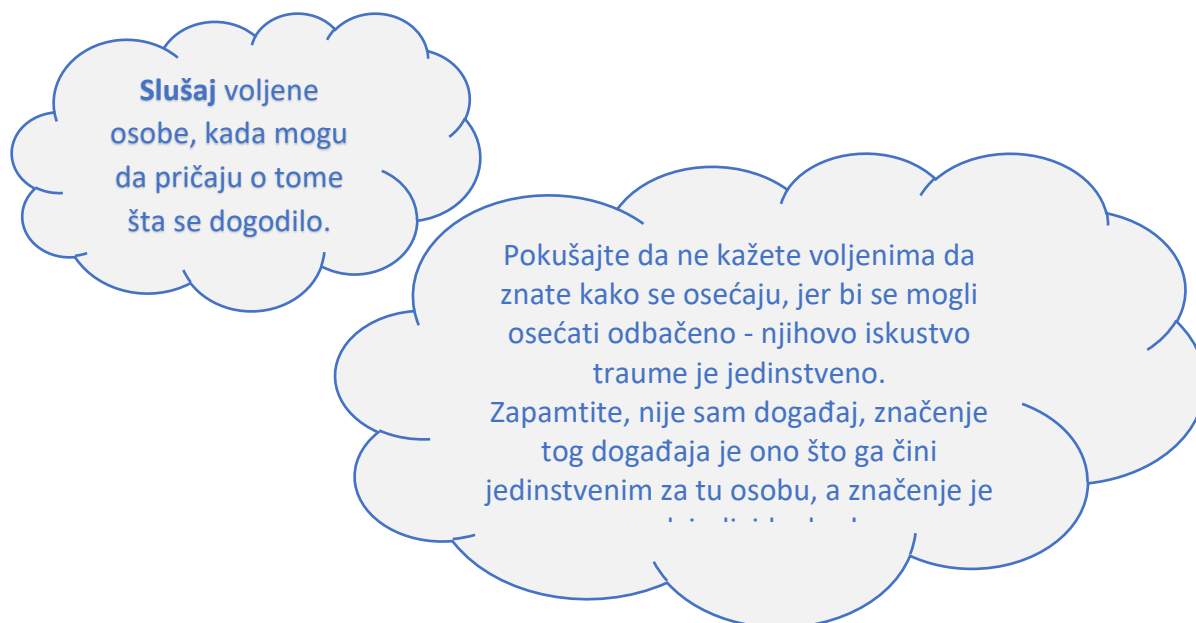 Slušaj voljene
osobe, kada mogu
da pričaju o tome
šta se dogodilo.
Pokušajte da ne kažete voljenima da
znate kako se osećaju, jer bi se mogli
osećati odbačeno - njihovo iskustvo
traume je jedinstveno.
Zapamtite, nije sam događaj, značenje
tog događaja je ono što ga čini
jedinstvenim za tu osobu, a značenje je